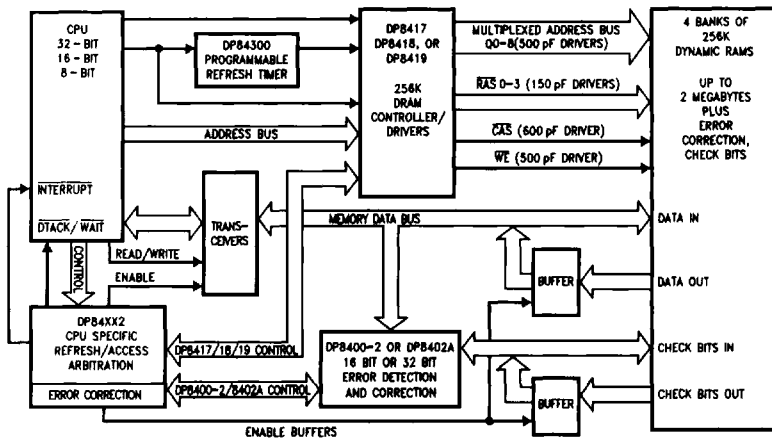 CPU
32-BIT
16-BIT
8-BIT
INTERRUPT
DTACK/WAIT
DP84300
PROGRAMMABLE
REFRESH TIMER
ADDRESS BUS
DP8417
DP8418, OR
DP8419
256K
DRAM
CONTROLLER/
DRIVERS
MULTIPLEXED ADDRESS BUS
Q0-8(500 pF DRIVERS)
RAS 0-3 (150 pF DRIVERS)
CAS (600 pF DRIVER)
WE (500 pF DRIVER)
4 BANKS OF
256K
DYNAMIC RAMS
UP TO
2 MEGABYTES
PLUS
ERROR
CORRECTION,
CHECK BITS
TRANS-
CEIVERS
MEMORY DATA BUS
DATA IN
READ/WRITE
CONTROL
ENABLE
BUFFER
DATA OUT
DP84XX2
CPU SPECIFIC
REFRESH/ACCESS
ARBITRATION
ERROR CORRECTION
DP8417/18/19 CONTROL
DP8400-2/8402A CONTROL
DP8400-2 OR DP8402A
16 BIT OR 32 BIT
ERROR DETECTION
AND CORRECTION
CHECK BITS IN
BUFFER
CHECK BITS OUT
ENABLE BUFFERS